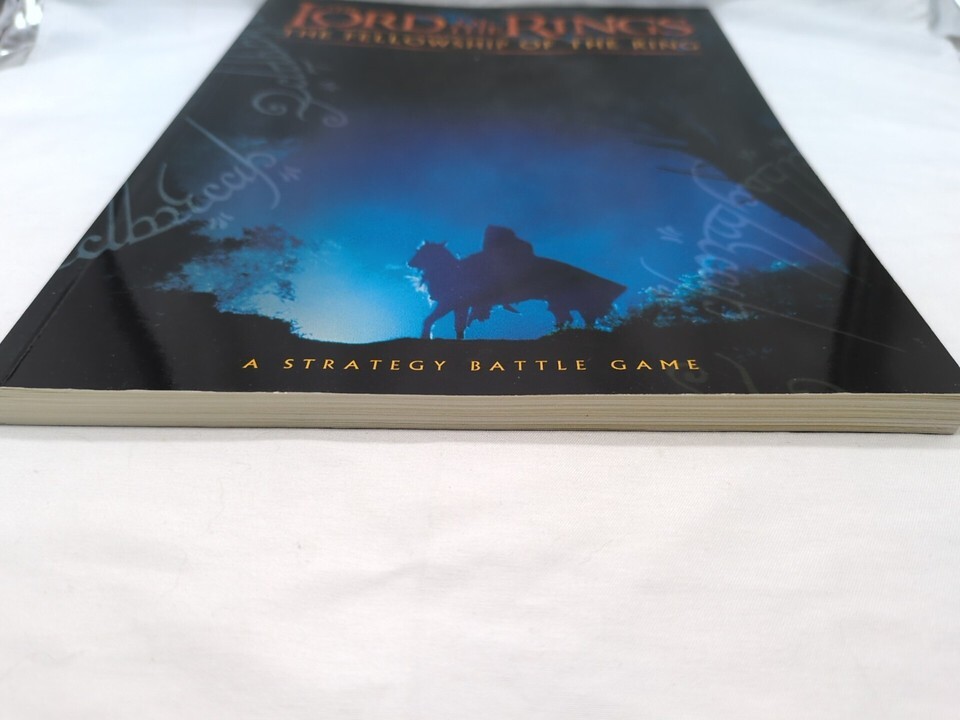 LORD of the RINGS
THE FELLOWSHIP OF THE RING
A STRATEGY BATTLE GAME